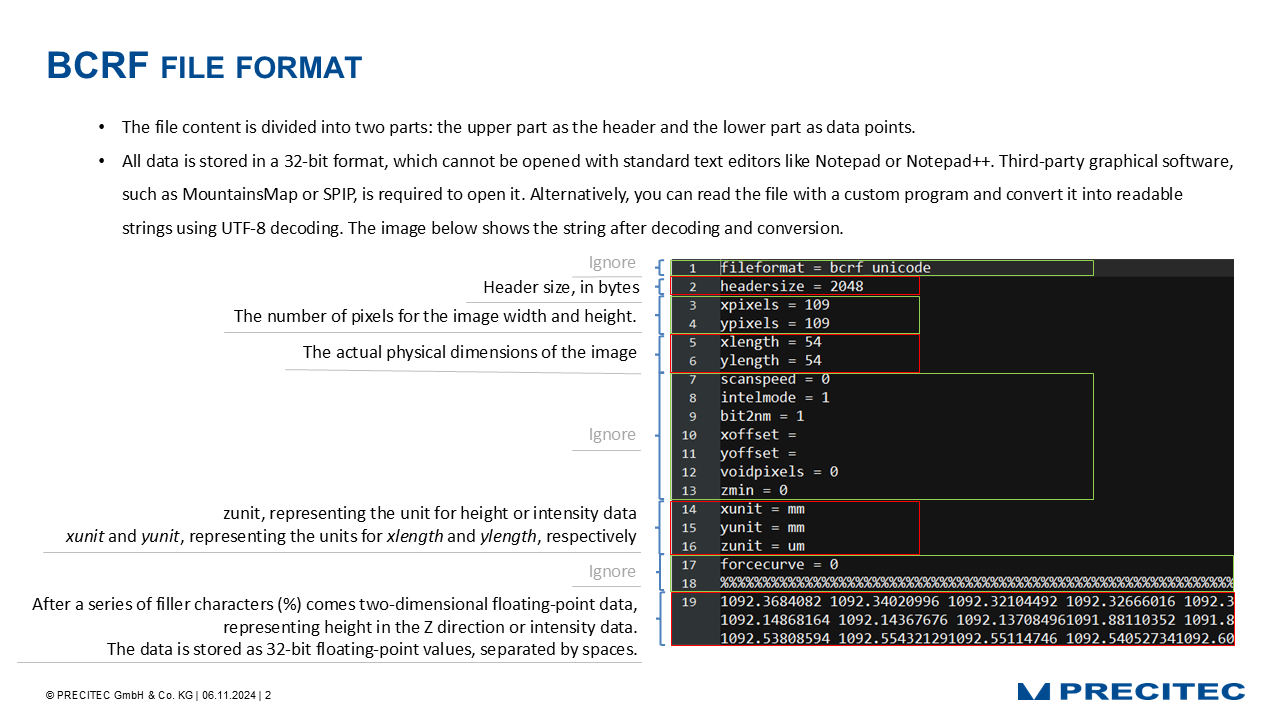 BCRF FILE FORMAT
• The file content is divided into two parts: the upper part as the header and the lower part as data points.
• All data is stored in a 32-bit format, which cannot be opened with standard text editors like Notepad or Notepad++. Third-party graphical software,
such as MountainsMap or SPIP, is required to open it. Alternatively, you can read the file with a custom program and convert it into readable
strings using UTF-8 decoding. The image below shows the string after decoding and conversion.
Ignore
Header size, in bytes
The number of pixels for the image width and height.
The actual physical dimensions of the image
Ignore
zunit, representing the unit for height or intensity data
xunit and yunit, representing the units for xlength and ylength, respectively
Ignore
After a series of filler characters (%) comes two-dimensional floating-point data,
representing height in the Z direction or intensity data.
The data is stored as 32-bit floating-point values, separated by spaces.
1 fileformat = bcrf unicode
2 headersize = 2048
3 xpixels = 109
4 ypixels = 109
5 xlength = 54
6 ylength = 54
7 scanspeed = 0
8 intelmode = 1
9 bit2nm = 1
10 xoffset =
11 yoffset =
12 voidpixels = 0
13 zmin = 0
14 xunit = mm
15 yunit = mm
16 zunit = um
17 forcecurve = 0
18 %%%%%%%%%%%%%%%%%%%%%%%%%%%%%%%%%%%%%%%%%%%%%%%%%%%%%%%%%%%%%
19 1092.3684082 1092.34020996 1092.32104492 1092.32666016 1092.3
1092.14868164 1092.14367676 1092.137084961091.88110352 1091.8
1092.53808594 1092.554321291092.55114746 1092.540527341092.60
© PRECITEC GmbH & Co. KG | 06.11.2024 | 2
PRECITEC